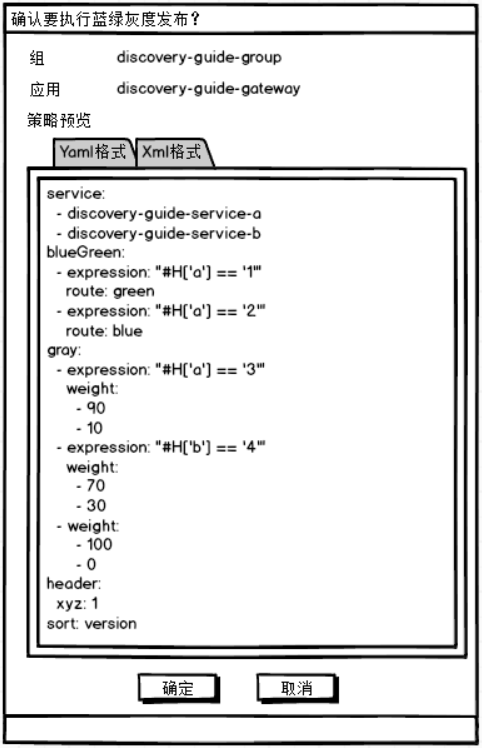 确认要执行蓝绿灰度发布？
组 discovery-guide-group
应用 discovery-guide-gateway
策略预览
Yaml格式 Xml格式
service:
- discovery-guide-service-a
- discovery-guide-service-b
blueGreen:
- expression: "#H['a'] == '1'"
route: green
- expression: "#H['a'] == '2'"
route: blue
gray:
- expression: "#H['a'] == '3'"
weight:
- 90
- 10
- expression: "#H['b'] == '4'"
weight:
- 70
- 30
- weight:
- 100
- 0
header:
xyz: 1
sort: version
确定 取消